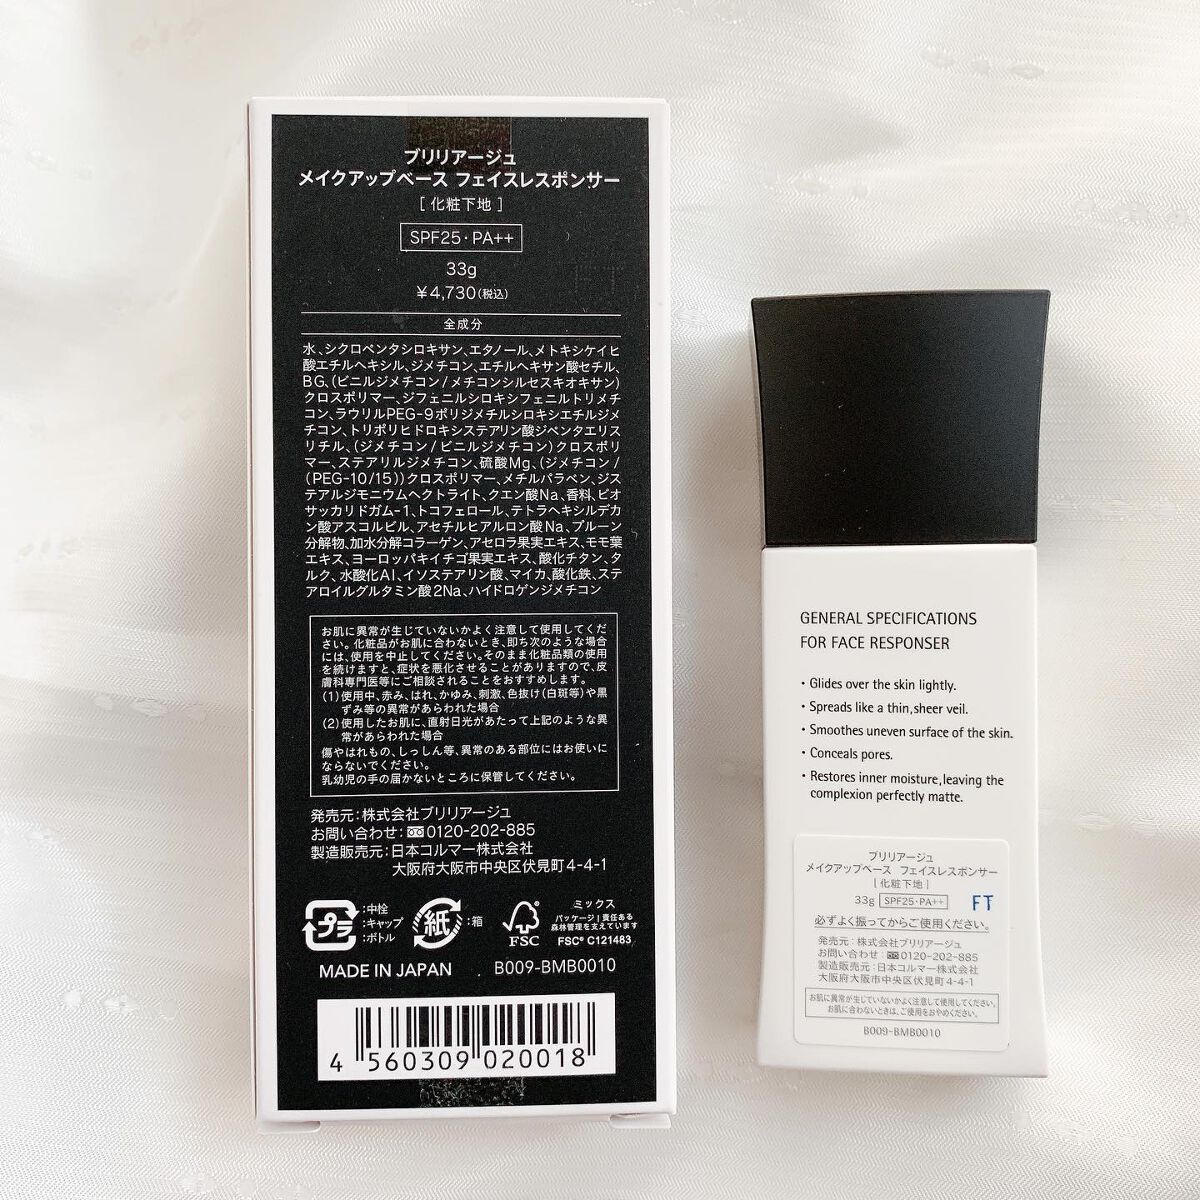 ブリリアージュ
メイクアップベース フェイスレスポンサー
[ 化粧下地 ]
SPF25・PA++
33g
￥4,730(税込)
全成分
水、シクロペンタシロキサン、エタノール、メトキシケイヒ
酸エチルヘキシル、ジメチコン、エチルヘキサン酸セチル、
BG、(ビニルジメチコン/メチコンシルセスキオキサン)
クロスポリマー、ジフェニルシロキシフェニルトリメチ
コン、ラウリルPEG-9ポリジメチルシロキシエチルジメ
チコン、トリポリヒドロキシステアリン酸ジペンタエリス
リチル、(ジメチコン/ビニルジメチコン)クロスポリ
マー、ステアリルジメチコン、硫酸Mg、(ジメチコン/
(PEG-10/15))クロスポリマー、メチルパラベン、ジス
テアルジモニウムヘクトライト、クエン酸Na、香料、ビオ
サッカリドガム-1、トコフェロール、テトラヘキシルデカ
ン酸アスコルビル、アセチルヒアルロン酸Na、プルーン
分解物、加水分解コラーゲン、アセロラ果実エキス、モモ葉
エキス、ヨーロッパキイチゴ果実エキス、酸化チタン、タ
ルク、水酸化Al、イソステアリン酸、マイカ、酸化鉄、ステ
アロイルグルタミン酸2Na、ハイドロゲンジメチコン
お肌に異常が生じていないかよく注意して使用してくだ
さい。化粧品がお肌に合わないとき、即ち次のような場合
には、使用を中止してください。そのまま化粧品類の使用
を続けますと、症状を悪化させることがありますので、皮
膚科専門医等にご相談されることをおすすめします。
(1)使用中、赤み、はれ、かゆみ、刺激、色抜け(白斑等)や黒
ずみ等の異常があらわれた場合
(2)使用したお肌に、直射日光があたって上記のような異
常があらわれた場合
傷やはれもの、しっしん等、異常のある部位にはお使いに
ならないでください。
乳幼児の手の届かないところに保管してください。
発売元:株式会社ブリリアージュ
お問い合わせ:0120-202-885
製造販売元:日本コルマー株式会社
大阪府大阪市中央区伏見町4-4-1
プラ
:中栓
:キャップ
:ボトル
紙
:箱
FSC
ミックス
パッケージ|責任ある
森林管理を支えています
FSC® C121483
MADE IN JAPAN
B009-BMB0010
4 560309 020018
GENERAL SPECIFICATIONS
FOR FACE RESPONSER
・Glides over the skin lightly.
・Spreads like a thin,sheer veil.
・Smoothes uneven surface of the skin.
・Conceals pores.
・Restores inner moisture,leaving the
complexion perfectly matte.
ブリリアージュ
メイクアップベース フェイスレスポンサー
[ 化粧下地 ]
33g SPF25・PA++ FT
必ずよく振ってからご使用ください。
発売元:株式会社ブリリアージュ
お問い合わせ:0120-202-885
製造販売元:日本コルマー株式会社
大阪府大阪市中央区伏見町4-4-1
お肌に異常が生じていないかよく注意して使用してください。
お肌に合わないときは、ご使用をおやめください。
B009-BMB0010